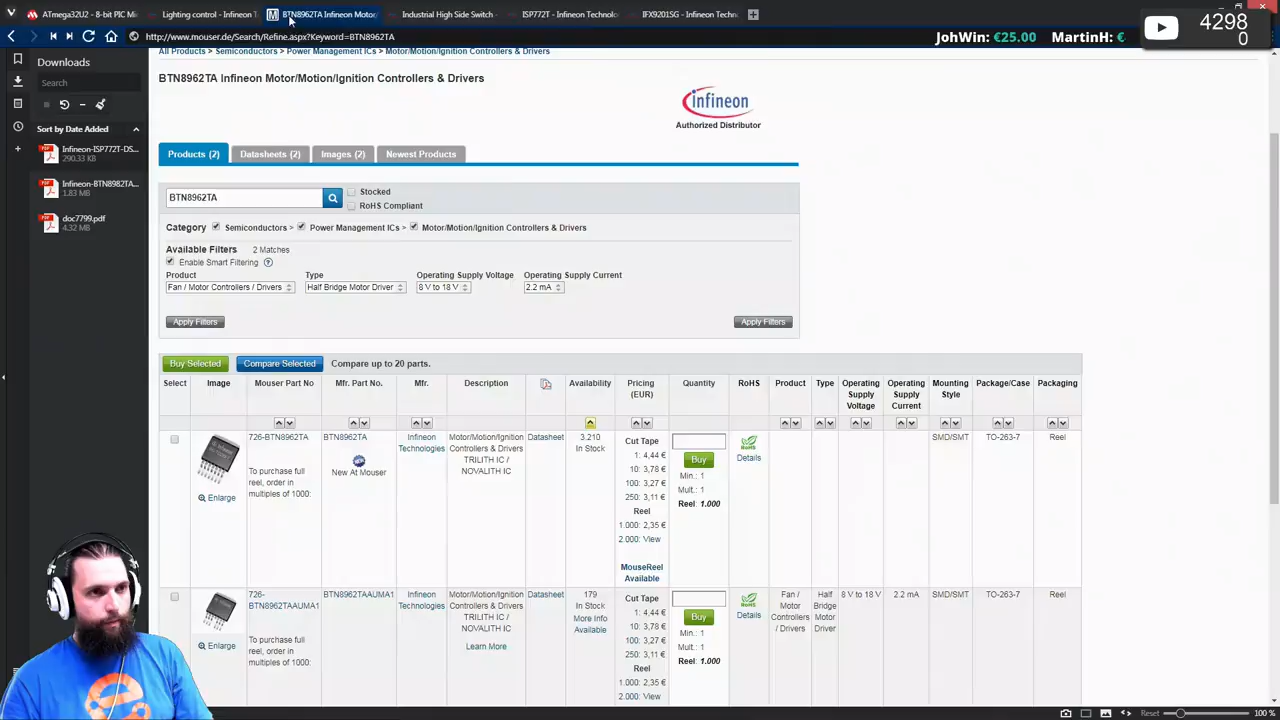 ATmega32U2 - 8-bit PIC Mi
Lighting control - Infineon T
BTN8962TA Infineon Motor/
Industrial High Side Switch -
ISP772T - Infineon Technolo
IFX9201SG - Infineon Techn
http://www.mouser.de/Search/Refine.aspx?Keyword=BTN8962TA
JohWin: €25.00
MartinH: €
4298
0
Downloads
Search
Sort by Date Added
Infineon-ISP772T-DS...
290.33 KB
Infineon-BTN8982TA...
1.83 MB
doc7799.pdf
4.32 MB
All Products > Semiconductors > Power Management ICs > Motor/Motion/Ignition Controllers & Drivers
BTN8962TA Infineon Motor/Motion/Ignition Controllers & Drivers
infineon
Authorized Distributor
Products (2)
Datasheets (2)
Images (2)
Newest Products
BTN8962TA
Stocked
RoHS Compliant
Category
Semiconductors >
Power Management ICs >
Motor/Motion/Ignition Controllers & Drivers
Available Filters
2 Matches
Enable Smart Filtering
Product
Type
Operating Supply Voltage
Operating Supply Current
Fan / Motor Controllers / Drivers
Half Bridge Motor Driver
8 V to 18 V
2.2 mA
Apply Filters
Apply Filters
Buy Selected
Compare Selected
Compare up to 20 parts.
Select
Image
Mouser Part No
Mfr. Part No.
Mfr.
Description
Availability
Pricing
(EUR)
Quantity
RoHS
Product
Type
Operating
Supply
Voltage
Operating
Supply
Current
Mounting
Style
Package/Case
Packaging
Enlarge
726-BTN8962TA
To purchase full
reel, order in
multiples of 1000:
BTN8962TA
New At Mouser
Infineon
Technologies
Motor/Motion/Ignition
Controllers & Drivers
TRILITH IC /
NOVALITH IC
Datasheet
3.210
In Stock
Cut Tape
1: 4,44 €
10: 3,78 €
100: 3,27 €
250: 3,11 €
Reel
1.000: 2,35 €
2.000: View
MouseReel
Available
Buy
Min.: 1
Mult.: 1
Reel: 1.000
RoHS
Details
SMD/SMT
TO-263-7
Reel
Enlarge
726-
BTN8962TAAUMA1
To purchase full
reel, order in
multiples of 1000:
BTN8962TAAUMA1
Infineon
Technologies
Motor/Motion/Ignition
Controllers & Drivers
TRILITH IC /
NOVALITH IC
Learn More
Datasheet
179
In Stock
More Info
Available
Cut Tape
1: 4,44 €
10: 3,78 €
100: 3,27 €
250: 3,11 €
Reel
1.000: 2,35 €
2.000: View
Buy
Min.: 1
Mult.: 1
Reel: 1.000
RoHS
Details
Fan /
Motor
Controllers
/ Drivers
Half
Bridge
Motor
Driver
8 V to 18 V
2.2 mA
SMD/SMT
TO-263-7
Reel
Reset
100 %